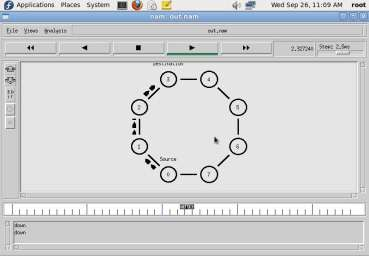 Applications Places System
Wed Sep 26, 11:09 AM root
nam: out.nam
File Views Analysis
out.nam
2.327240
Step: 2.5ms
Destination
3
4
2
5
1
6
Source
0
7
down
down